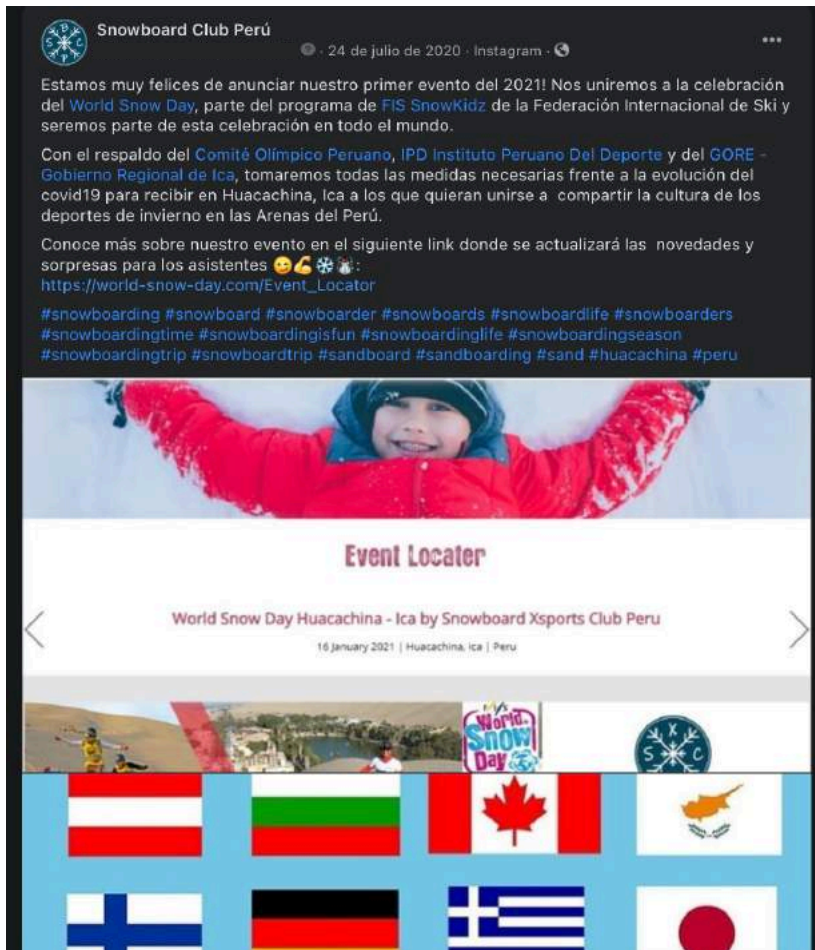 Snowboard Club Perú
· 24 de julio de 2020 · Instagram ·
Estamos muy felices de anunciar nuestro primer evento del 2021! Nos uniremos a la celebración
del World Snow Day, parte del programa de FIS SnowKidz de la Federación Internacional de Ski y
seremos parte de esta celebración en todo el mundo.
Con el respaldo del Comité Olímpico Peruano, IPD Instituto Peruano Del Deporte y del GORE -
Gobierno Regional de Ica, tomaremos todas las medidas necesarias frente a la evolución del
covid19 para recibir en Huacachina, Ica a los que quieran unirse a compartir la cultura de los
deportes de invierno en las Arenas del Perú.
Conoce más sobre nuestro evento en el siguiente link donde se actualizará las novedades y
sorpresas para los asistentes 😉💪❄️☃️:
https://world-snow-day.com/Event_Locator
#snowboarding #snowboard #snowboarder #snowboards #snowboardlife #snowboarders
#snowboardingtime #snowboardingisfun #snowboardinglife #snowboardingseason
#snowboardingtrip #snowboardtrip #sandboard #sandboarding #sand #huacachina #peru
Event Locater
World Snow Day Huacachina - Ica by Snowboard Xsports Club Peru
16 January 2021 | Huacachina, Ica | Peru
World
Snow
Day
X
S C